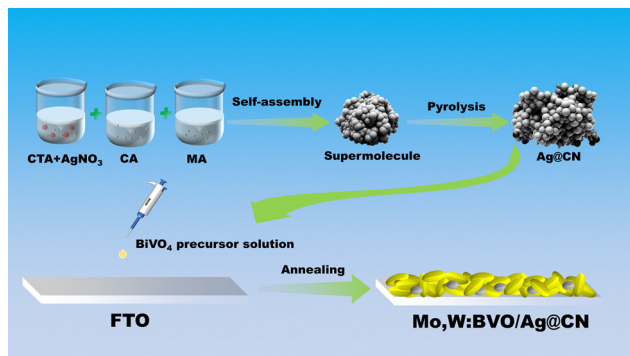 Self-assembly
Pyrolysis
CTA+AgNO₃
CA
MA
Supermolecule
Ag@CN
BiVO₄ precursor solution
Annealing
FTO
Mo,W:BVO/Ag@CN